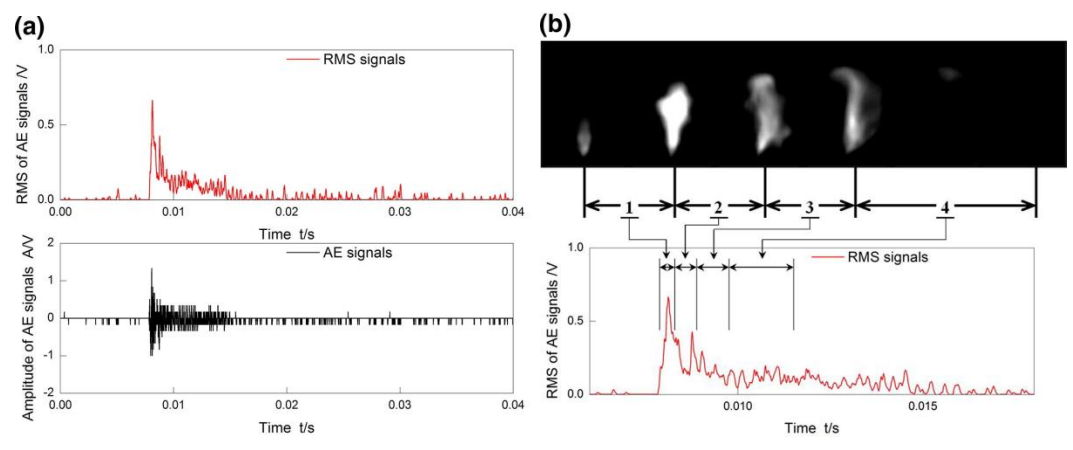 (a)
1.0
RMS signals
0.5
0.0
0.00
0.01
0.02
0.03
0.04
Time t/s
RMS of AE signals /V
2
AE signals
1
0
-1
-2
0.00
0.01
0.02
0.03
0.04
Time t/s
Amplitude of AE signals A/V
(b)
1 2 3 4
1.0
RMS signals
0.5
0.0
0.010
0.015
Time t/s
RMS of AE signals /V